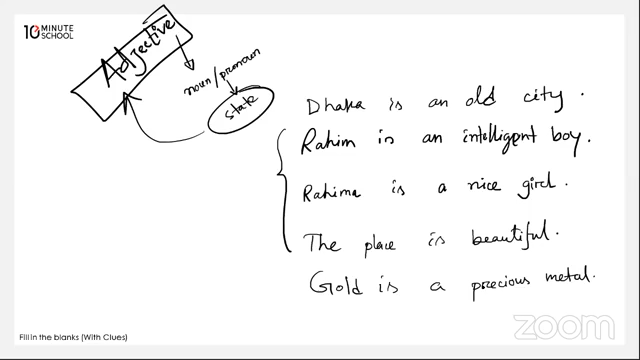 10 MINUTE SCHOOL
Adjective
noun/pronoun
state
Dhaka is an old city.
Rahim is an intelligent boy.
Rahima is a nice girl.
The place is beautiful.
Gold is a precious metal.
zoom
Fill in the blanks (With Clues)